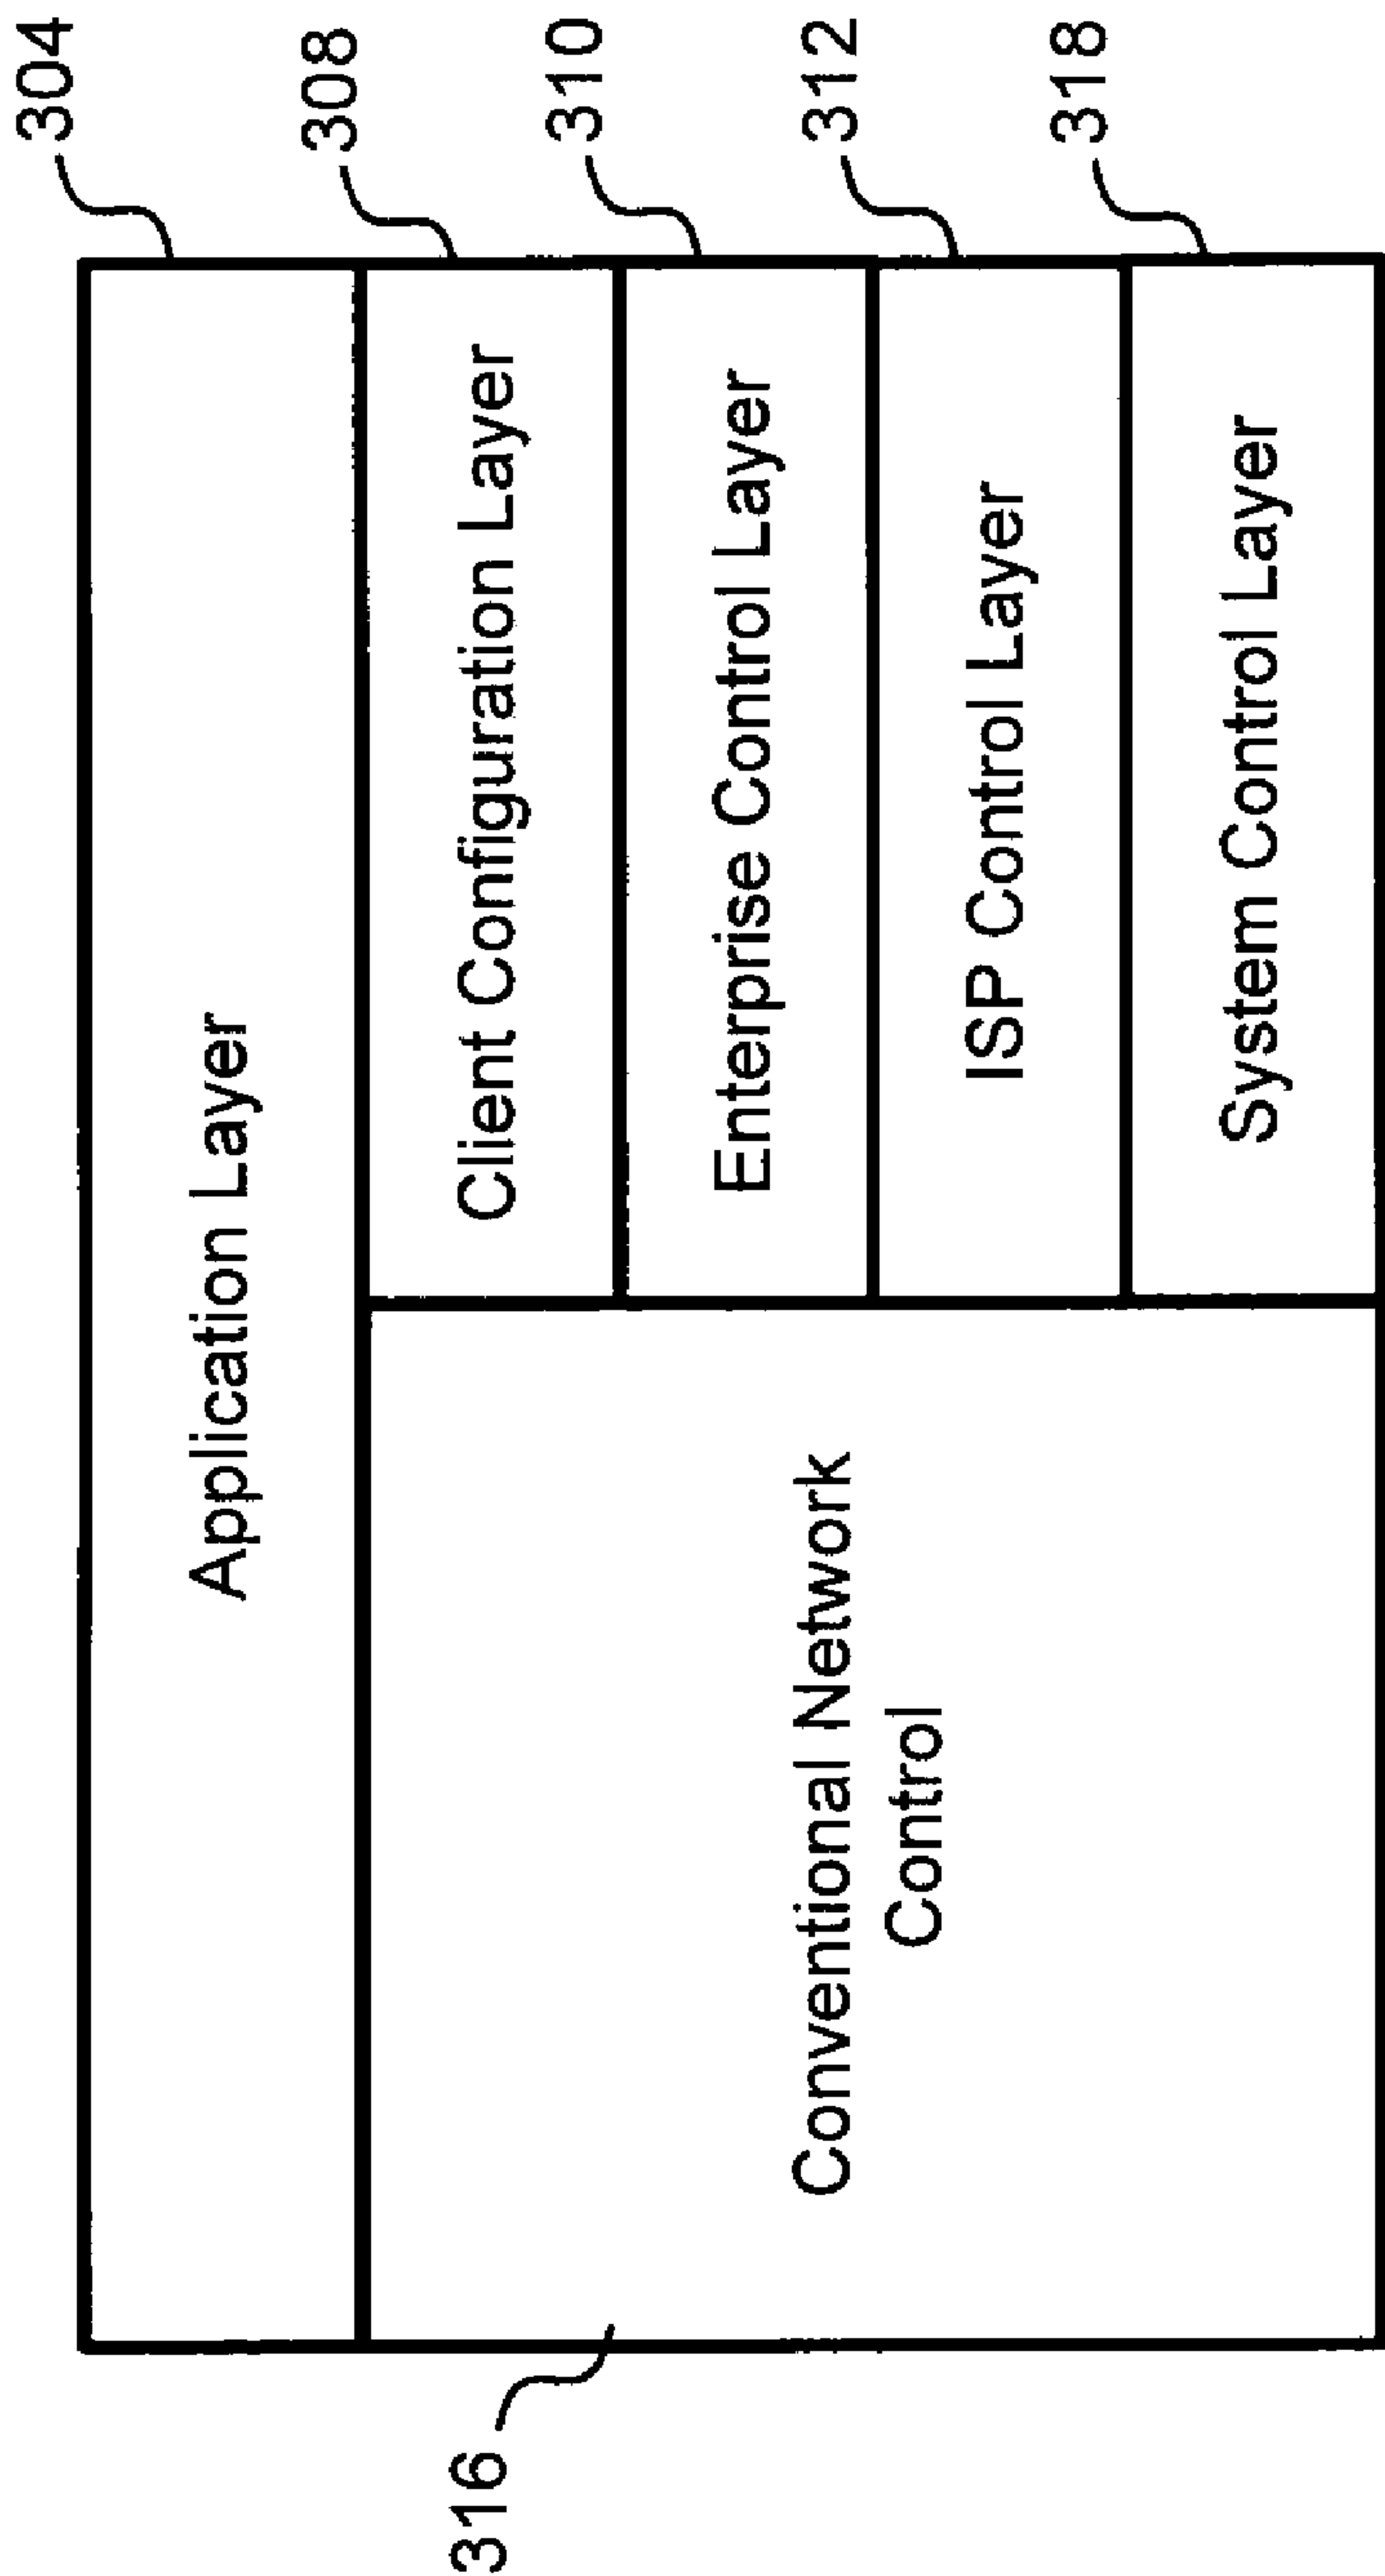 Application Layer
304
Client Configuration Layer
308
Enterprise Control Layer
310
ISP Control Layer
312
System Control Layer
318
Conventional Network
Control
316